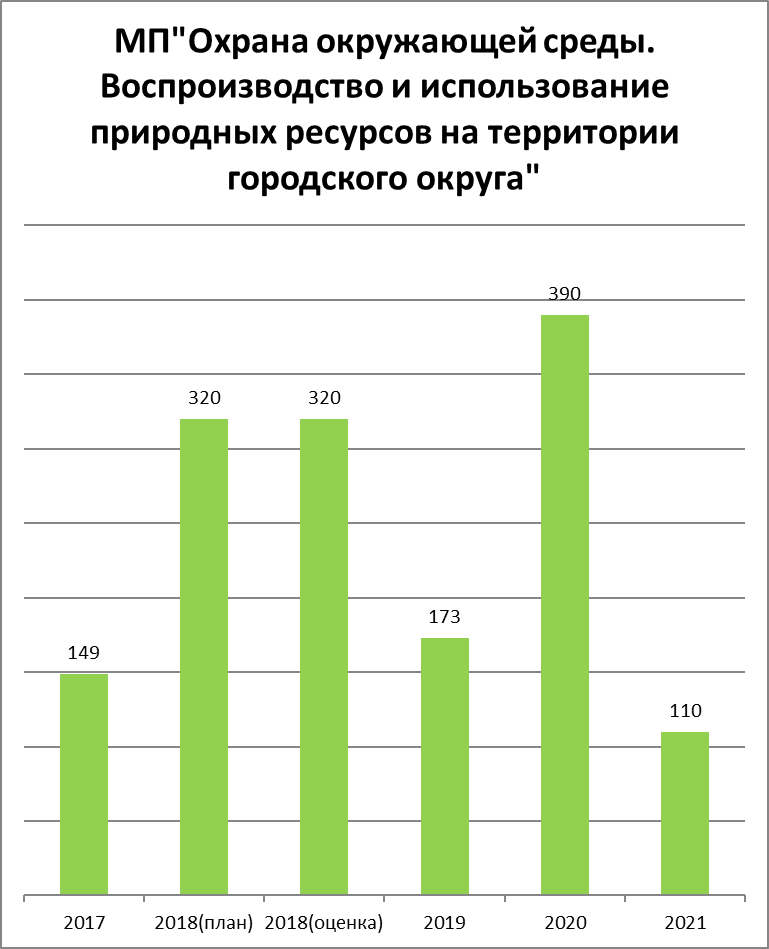 МП"Охрана окружающей среды.
Воспроизводство и использование
природных ресурсов на территории
городского округа"
390
320 320
173
149
110
2017 2018(план) 2018(оценка) 2019 2020 2021